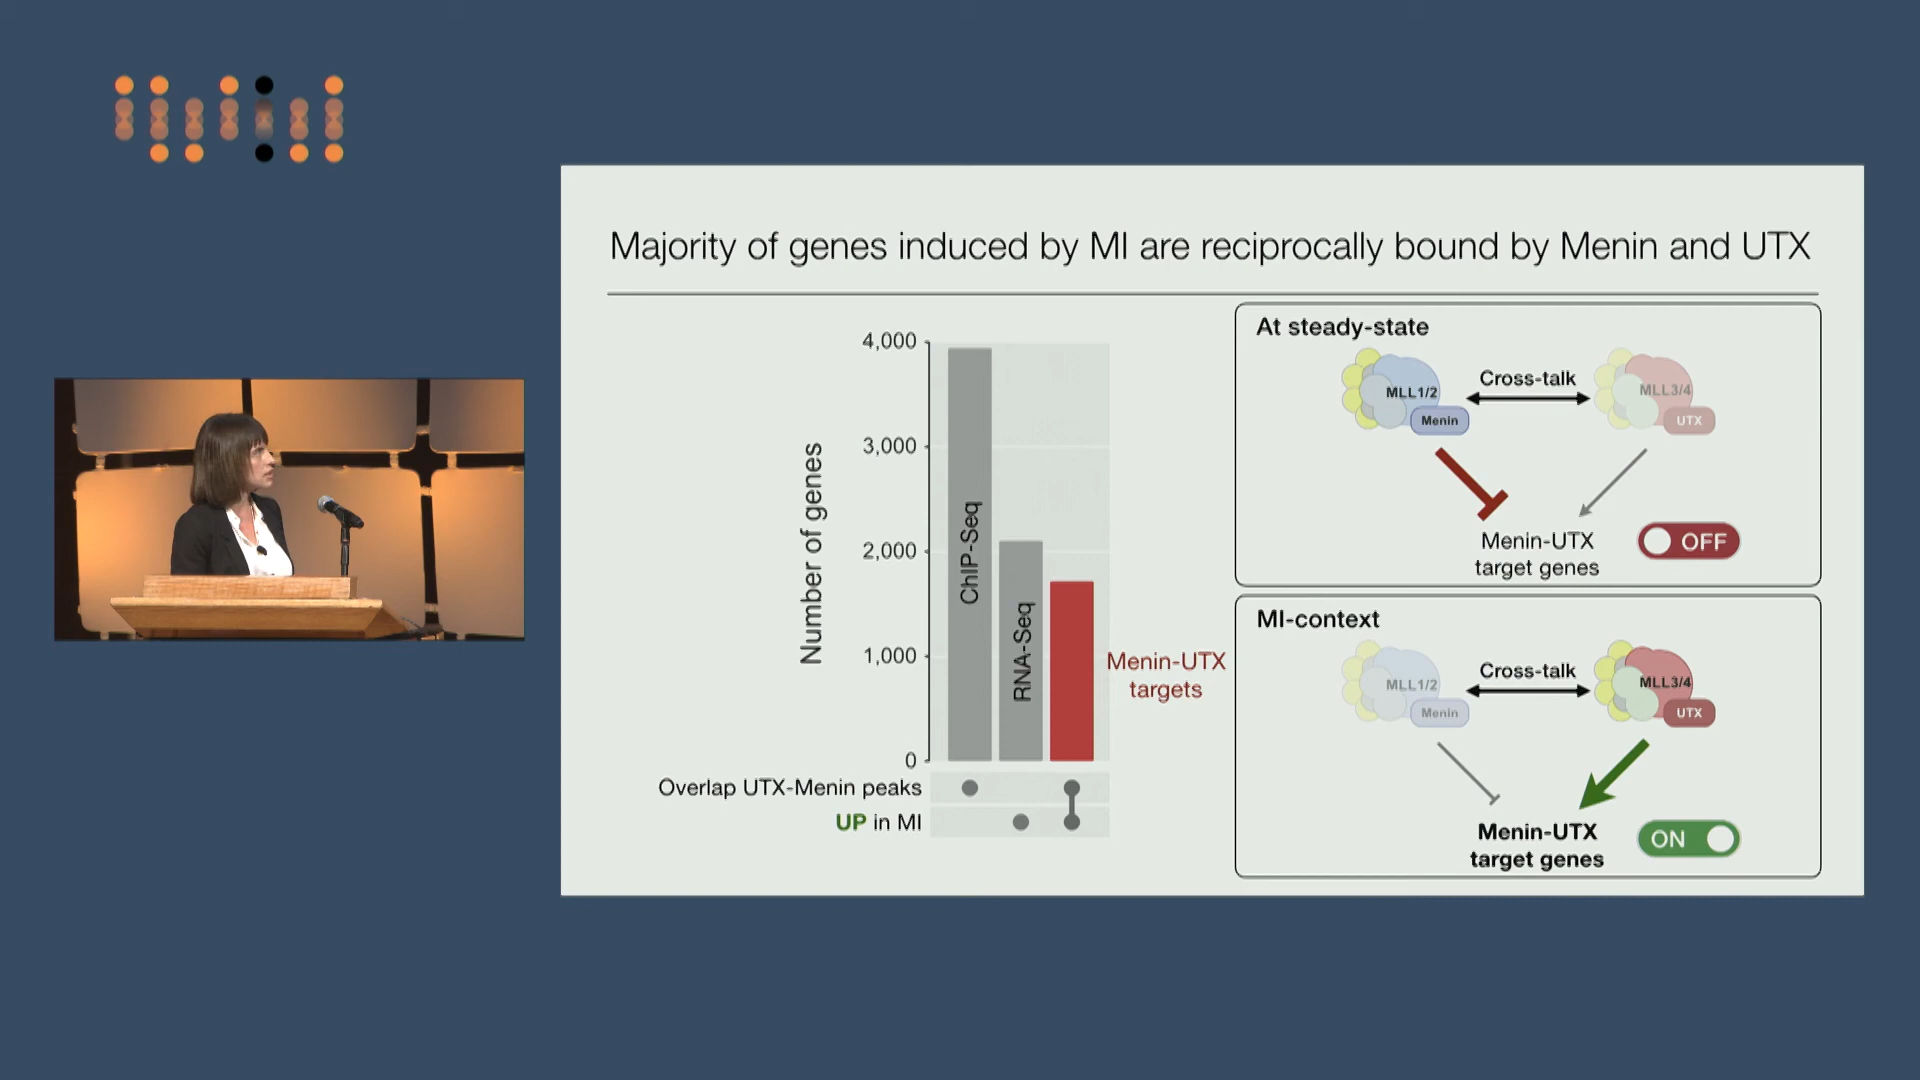 Majority of genes induced by MI are reciprocally bound by Menin and UTX
Number of genes
4,000
3,000
2,000
1,000
0
ChIP-Seq
RNA-Seq
Menin-UTX
targets
Overlap UTX-Menin peaks
UP in MI
At steady-state
MLL1/2
Menin
Cross-talk
MLL3/4
UTX
Menin-UTX
target genes
OFF
MI-context
MLL1/2
Menin
Cross-talk
MLL3/4
UTX
Menin-UTX
target genes
ON